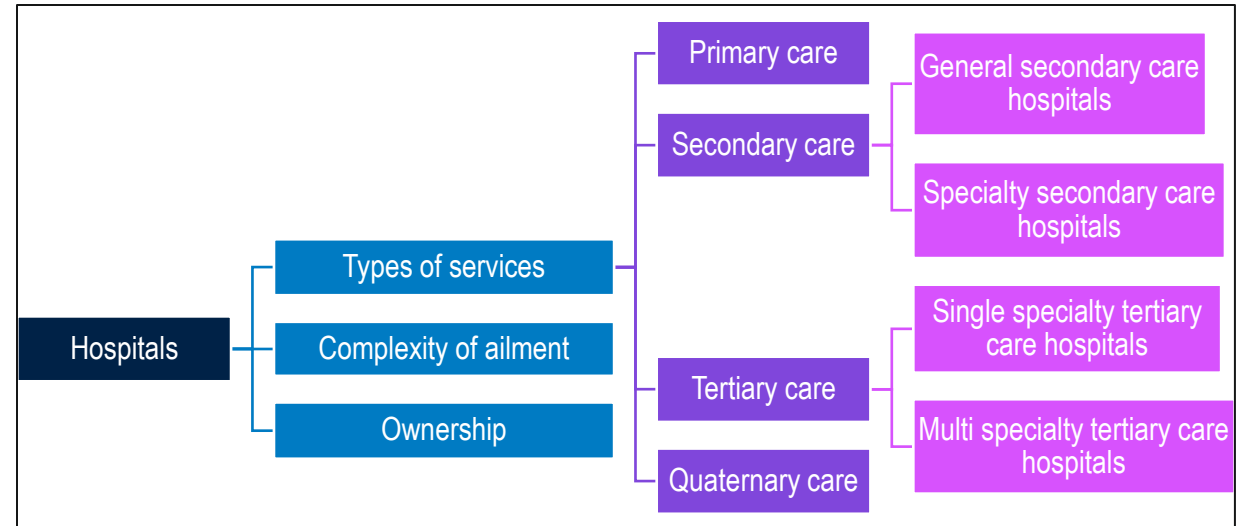 Hospitals
Types of services
Complexity of ailment
Ownership
Primary care
Secondary care
Tertiary care
Quaternary care
General secondary care
hospitals
Specialty secondary care
hospitals
Single specialty tertiary
care hospitals
Multi specialty tertiary care
hospitals